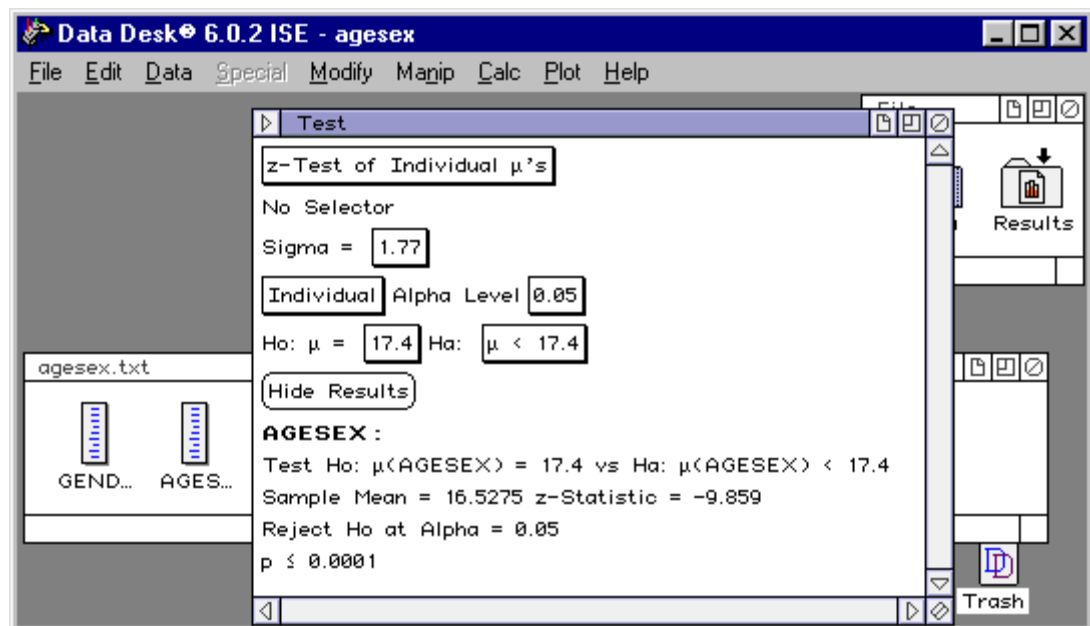 Data Desk® 6.0.2 ISE - agesex
File Edit Data Special Modify Manip Calc Plot Help
Test
z-Test of Individual μ's
No Selector
Sigma = 1.77
Individual Alpha Level 0.05
Ho: μ = 17.4 Ha: μ < 17.4
Hide Results
AGESEX:
Test Ho: μ(AGESEX) = 17.4 vs Ha: μ(AGESEX) < 17.4
Sample Mean = 16.5275 z-Statistic = -9.859
Reject Ho at Alpha = 0.05
p ≤ 0.0001
Results
agesex.txt
GEND... AGES...
Trash